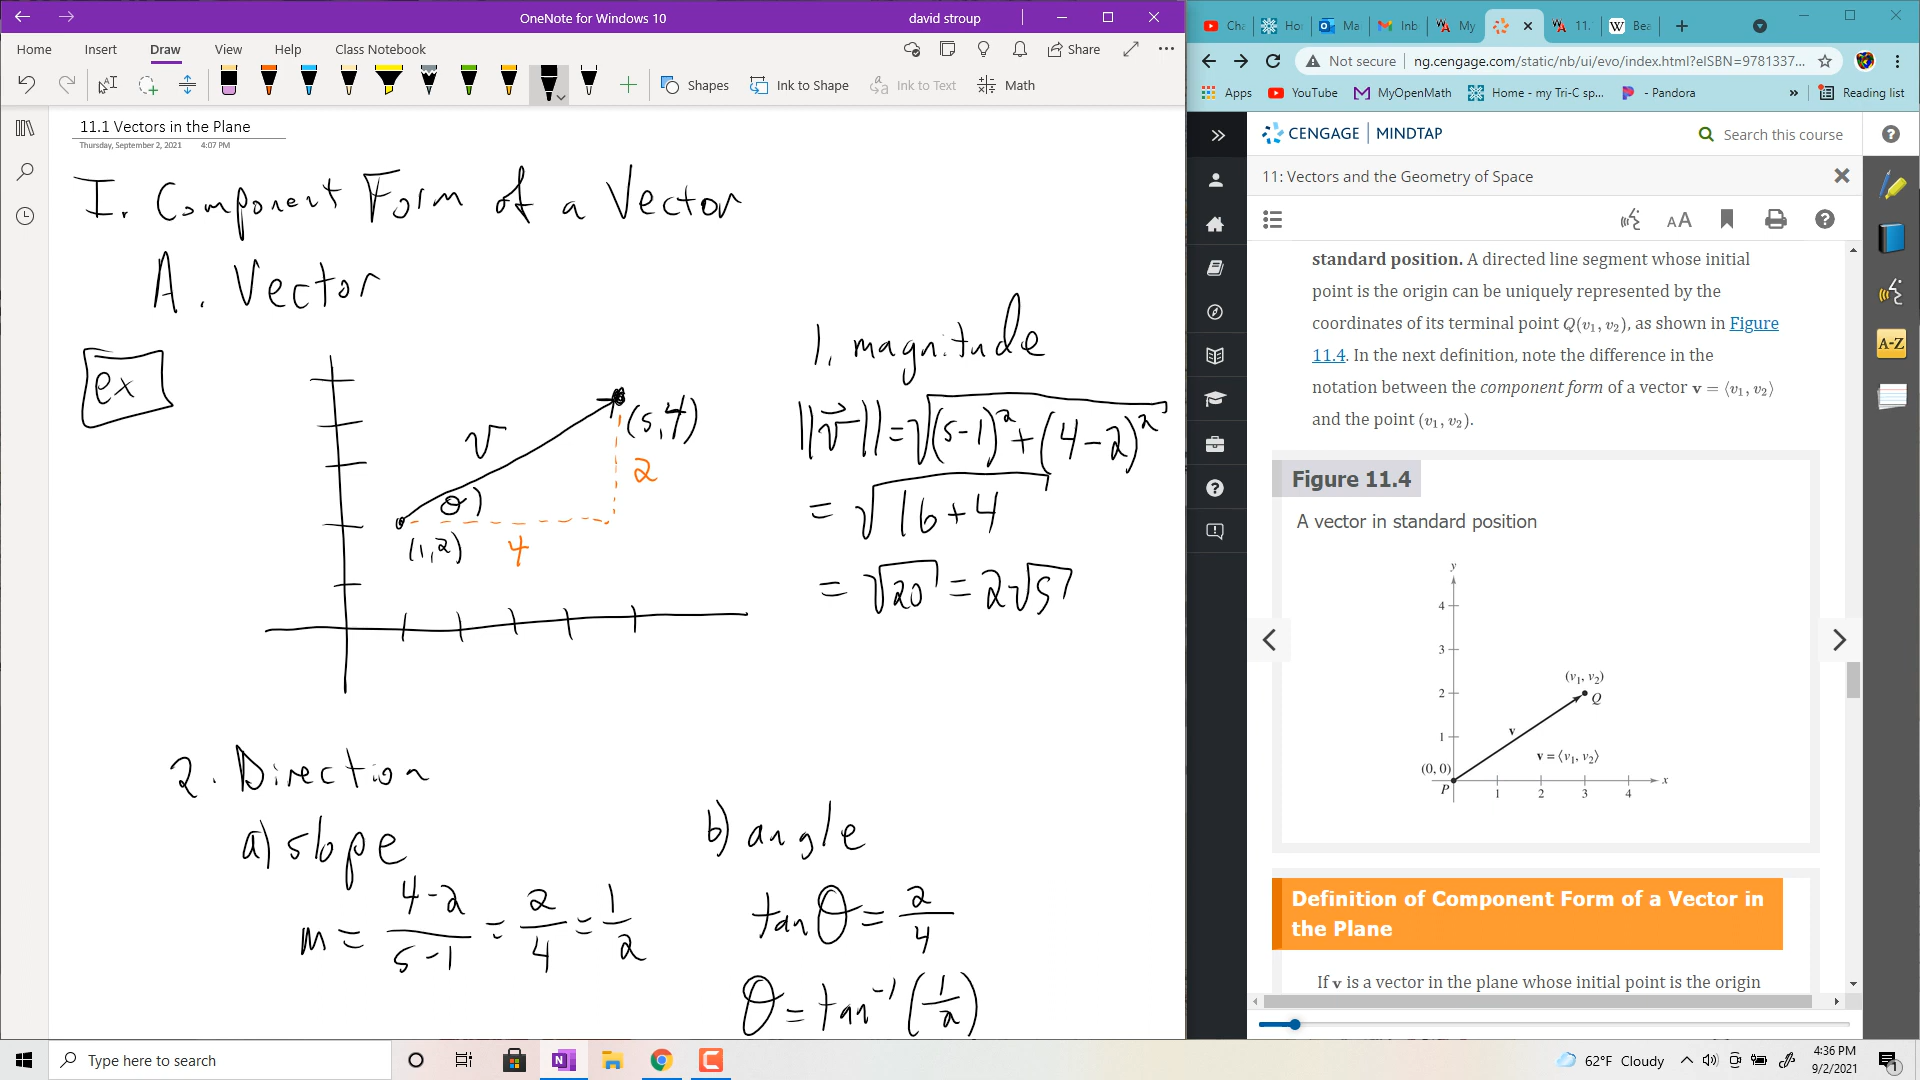 OneNote for Windows 10
david stroup
Home Insert Draw View Help Class Notebook
Share
Shapes Ink to Shape Ink to Text Math
11.1 Vectors in the Plane
Thursday, September 2, 2021 4:07 PM
I. Component Form of a Vector
A. Vector
ex
v
(5,4)
2
θ
(1,2)
4
1. magnitude
||v⃗|| = √(5-1)² + (4-2)²
= √16+4
= √20 = 2√5
2. Direction
a) slope
m = 4-2/5-1 = 2/4 = 1/2
b) angle
tan θ = 2/4
θ = tan⁻¹(1/2)
Type here to search
Ch Ho Ma Inb My 11. W Bea
Not secure ng.cengage.com/static/nb/ui/evo/index.html?eISBN=9781337...
Apps YouTube MyOpenMath Home - my Tri-C sp... - Pandora » Reading list
CENGAGE | MINDTAP
Search this course
11: Vectors and the Geometry of Space
AA
A-Z
standard position. A directed line segment whose initial
point is the origin can be uniquely represented by the
coordinates of its terminal point Q(v₁, v₂), as shown in Figure
11.4. In the next definition, note the difference in the
notation between the component form of a vector v = ⟨v₁, v₂⟩
and the point (v₁, v₂).
Figure 11.4
A vector in standard position
y
4
3
(v₁, v₂)
2
Q
v
1
v = ⟨v₁, v₂⟩
(0, 0)
x
P
1 2 3 4
Definition of Component Form of a Vector in
the Plane
If v is a vector in the plane whose initial point is the origin
62°F Cloudy
4:36 PM
9/2/2021
1